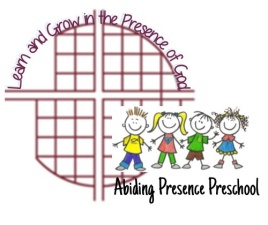 Learn and Grow in the Presence of God
Abiding Presence Preschool